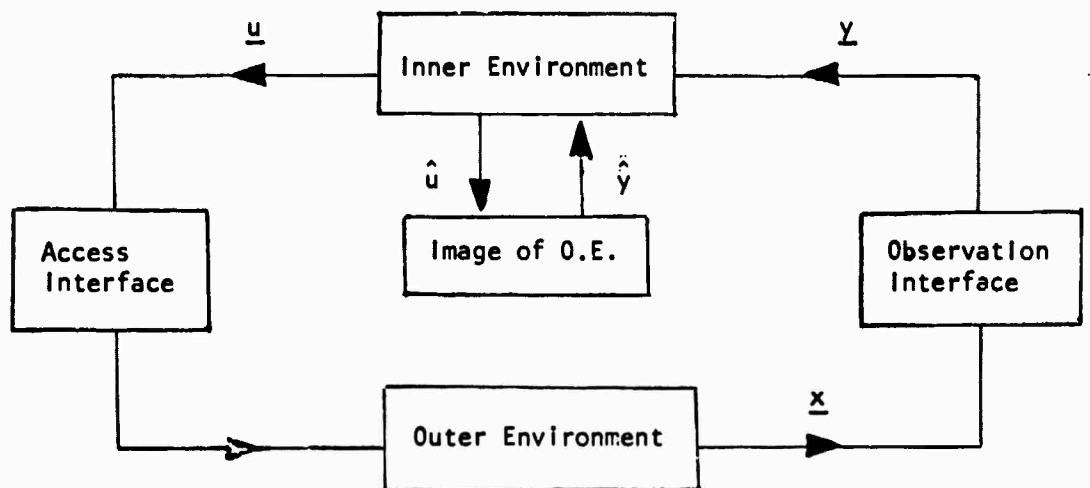 u
y
Inner Environment
û
ŷ
Access
Interface
Image of O.E.
Observation
Interface
x
Outer Environment